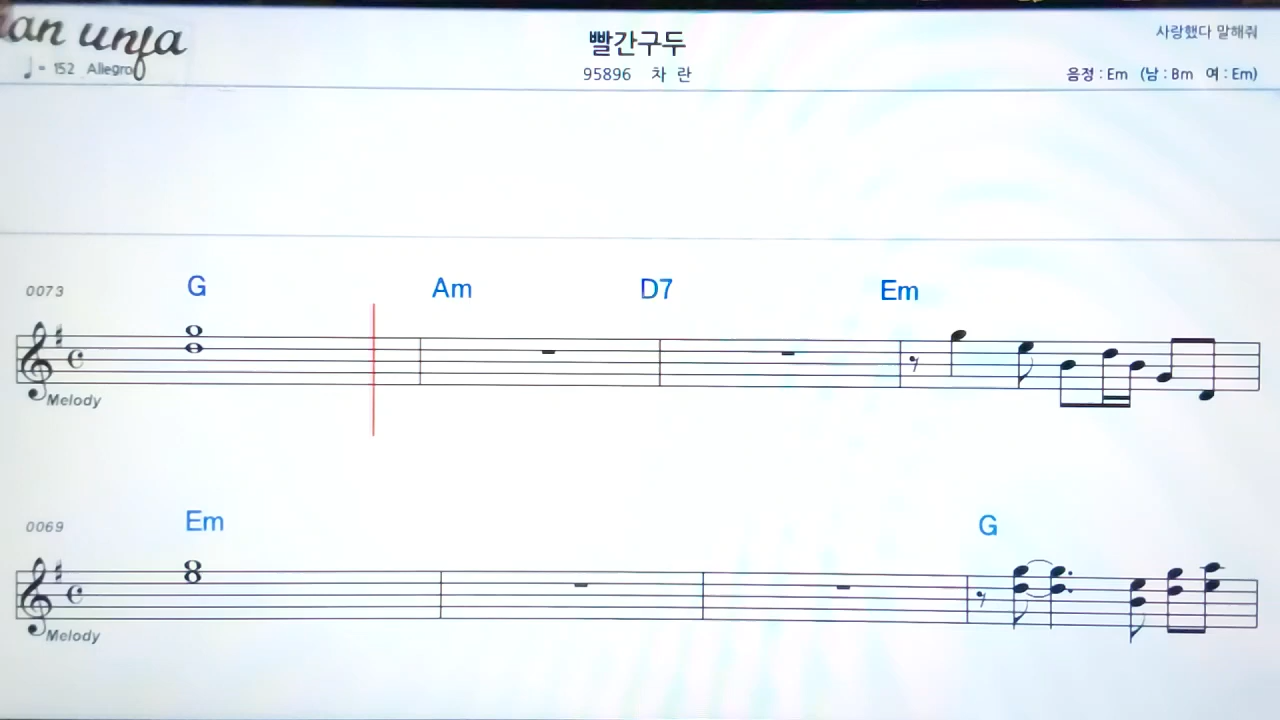 빨간구두
사랑했다 말해줘
♩= 152 Allegro
95896 차 란
음정 : Em (남 : Bm 여 : Em)
0073 G Am D7 Em
Melody
0069 Em G
Melody